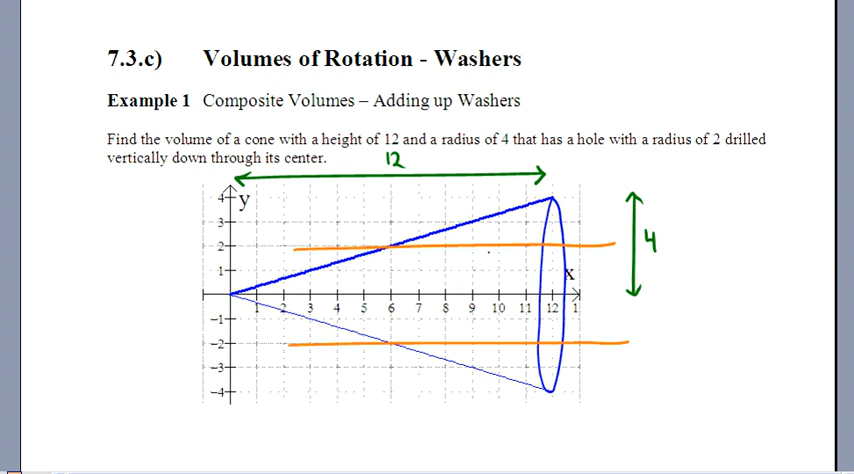 7.3.c) Volumes of Rotation - Washers
Example 1 Composite Volumes – Adding up Washers
Find the volume of a cone with a height of 12 and a radius of 4 that has a hole with a radius of 2 drilled
vertically down through its center.
12
4 y
3
2
4
1
x
1 2 3 4 5 6 7 8 9 10 11 12 1
-1
-2
-3
-4